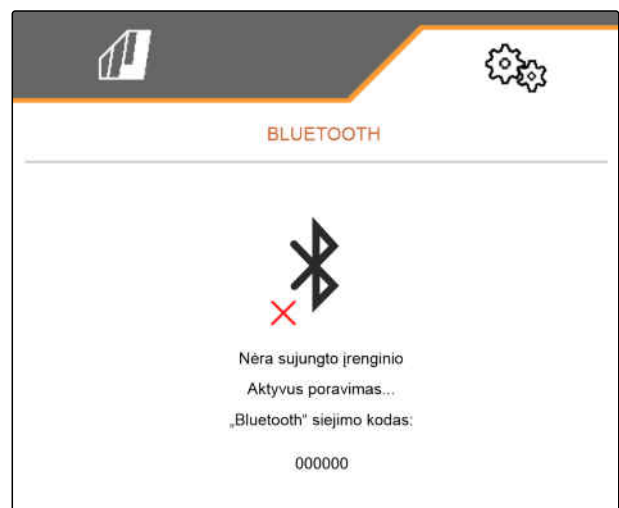 BLUETOOTH
Nėra sujungto įrenginio
Aktyvus poravimas...
„Bluetooth“ siejimo kodas:
000000